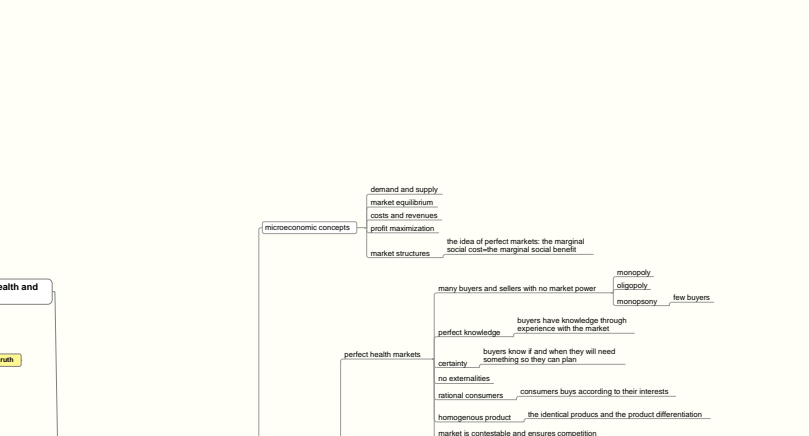 demand and supply
market equilibrium
costs and revenues
microeconomic concepts
profit maximization
the idea of perfect markets: the marginal
social cost=the marginal social benefit
market structures
ealth and
many buyers and sellers with no market power
monopoly
oligopoly
monopsony
few buyers
buyers have knowledge through
experience with the market
perfect knowledge
perfect health markets
buyers know if and when they will need
something so they can plan
certainty
ruth
no externalities
rational consumers
consumers buys according to their interests
homogenous product
the identical producs and the product differentiation
market is contestable and ensures competition